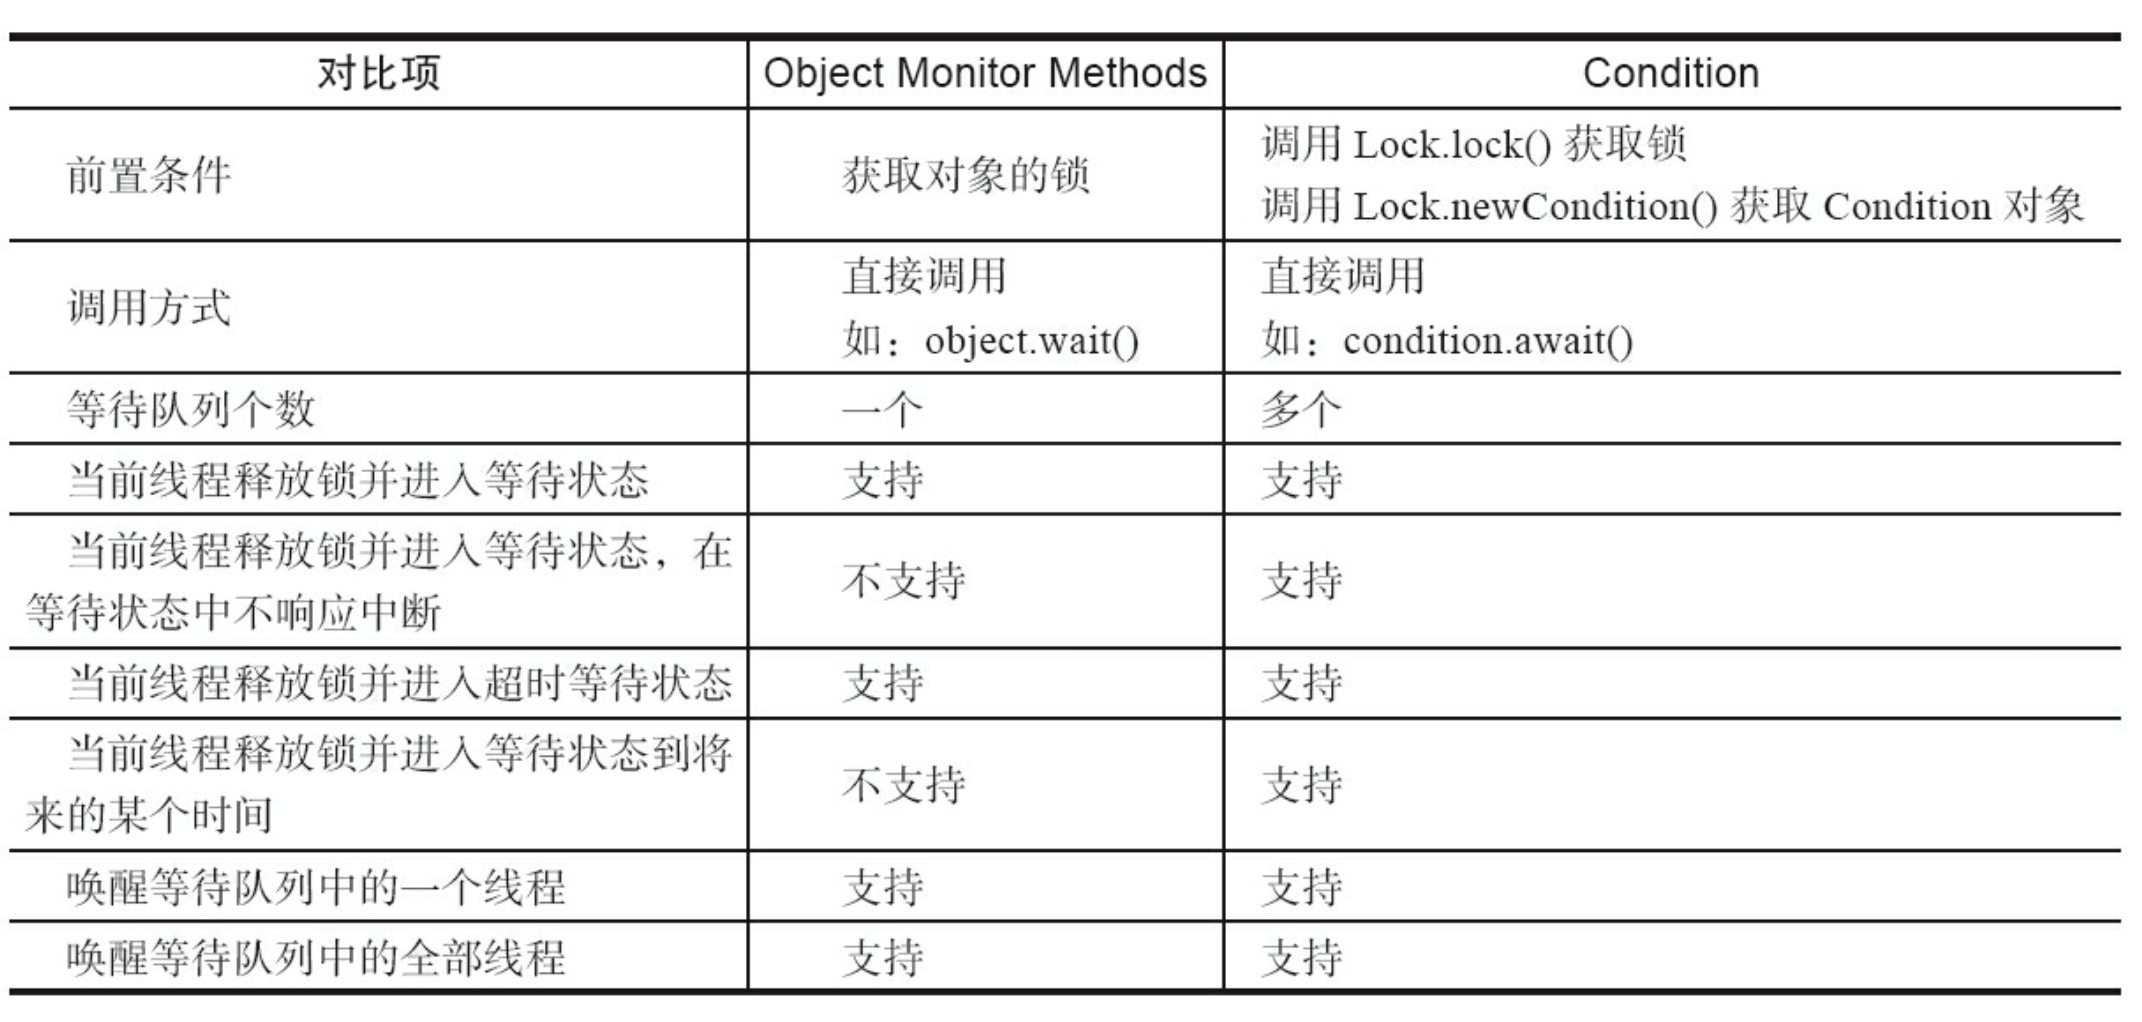 对比项 Object Monitor Methods Condition
前置条件 获取对象的锁 调用 Lock.lock() 获取锁
调用 Lock.newCondition() 获取 Condition 对象
调用方式 直接调用 直接调用
如：object.wait() 如：condition.await()
等待队列个数 一个 多个
当前线程释放锁并进入等待状态 支持 支持
当前线程释放锁并进入等待状态，在
等待状态中不响应中断 不支持 支持
当前线程释放锁并进入超时等待状态 支持 支持
当前线程释放锁并进入等待状态到将
来的某个时间 不支持 支持
唤醒等待队列中的一个线程 支持 支持
唤醒等待队列中的全部线程 支持 支持